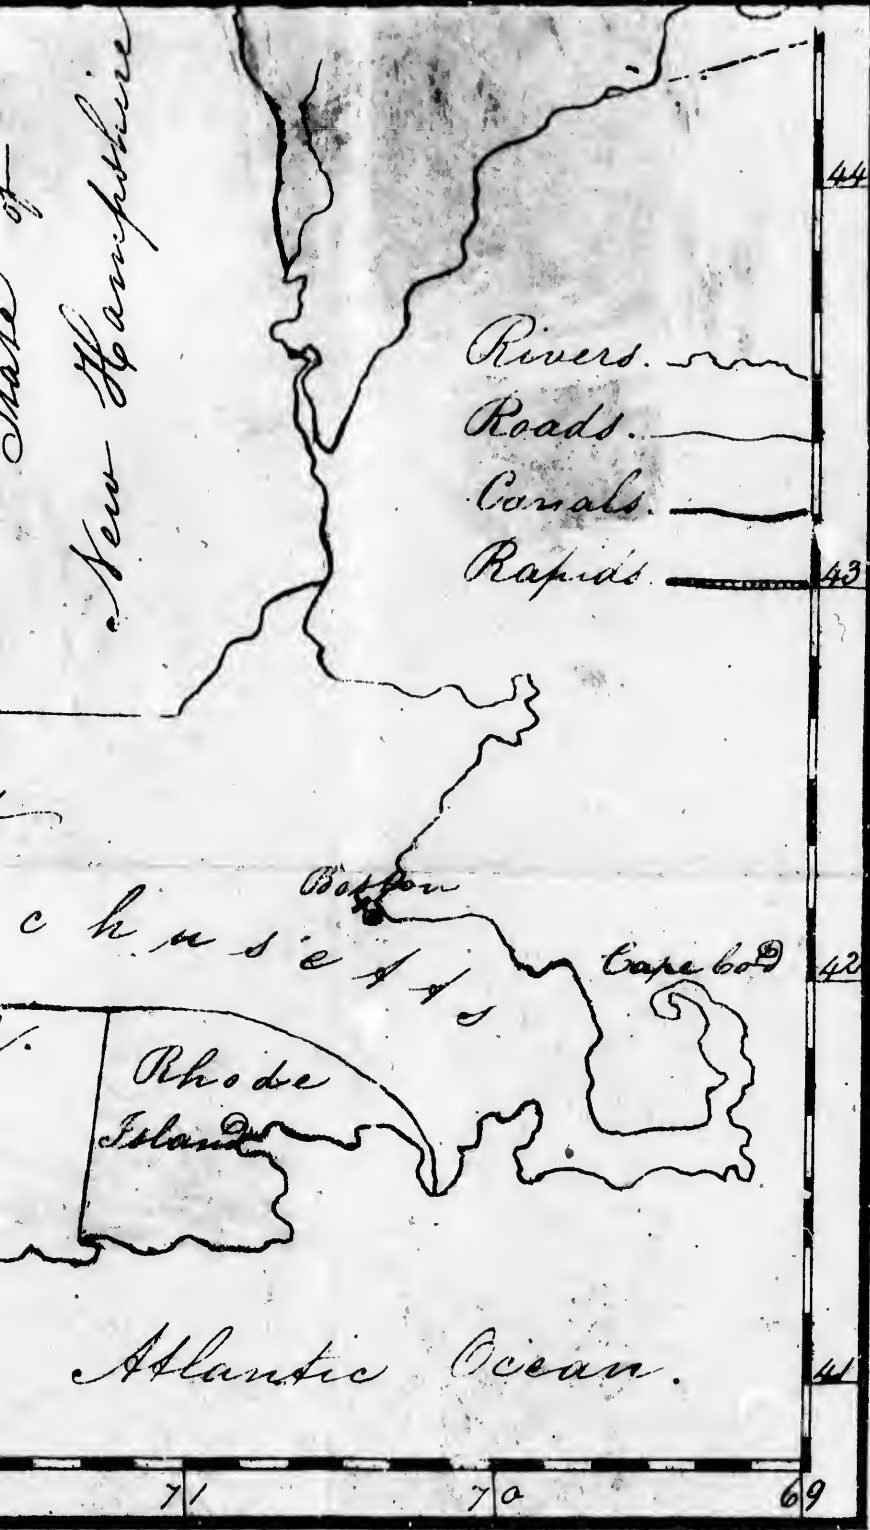 State of
New Hampshire
44
Rivers.
Roads.
Canals.
Rapids.
43
Boston
chusetts
Cape Cod
42
Rhode
Island
Atlantic Ocean.
41
71
70
69